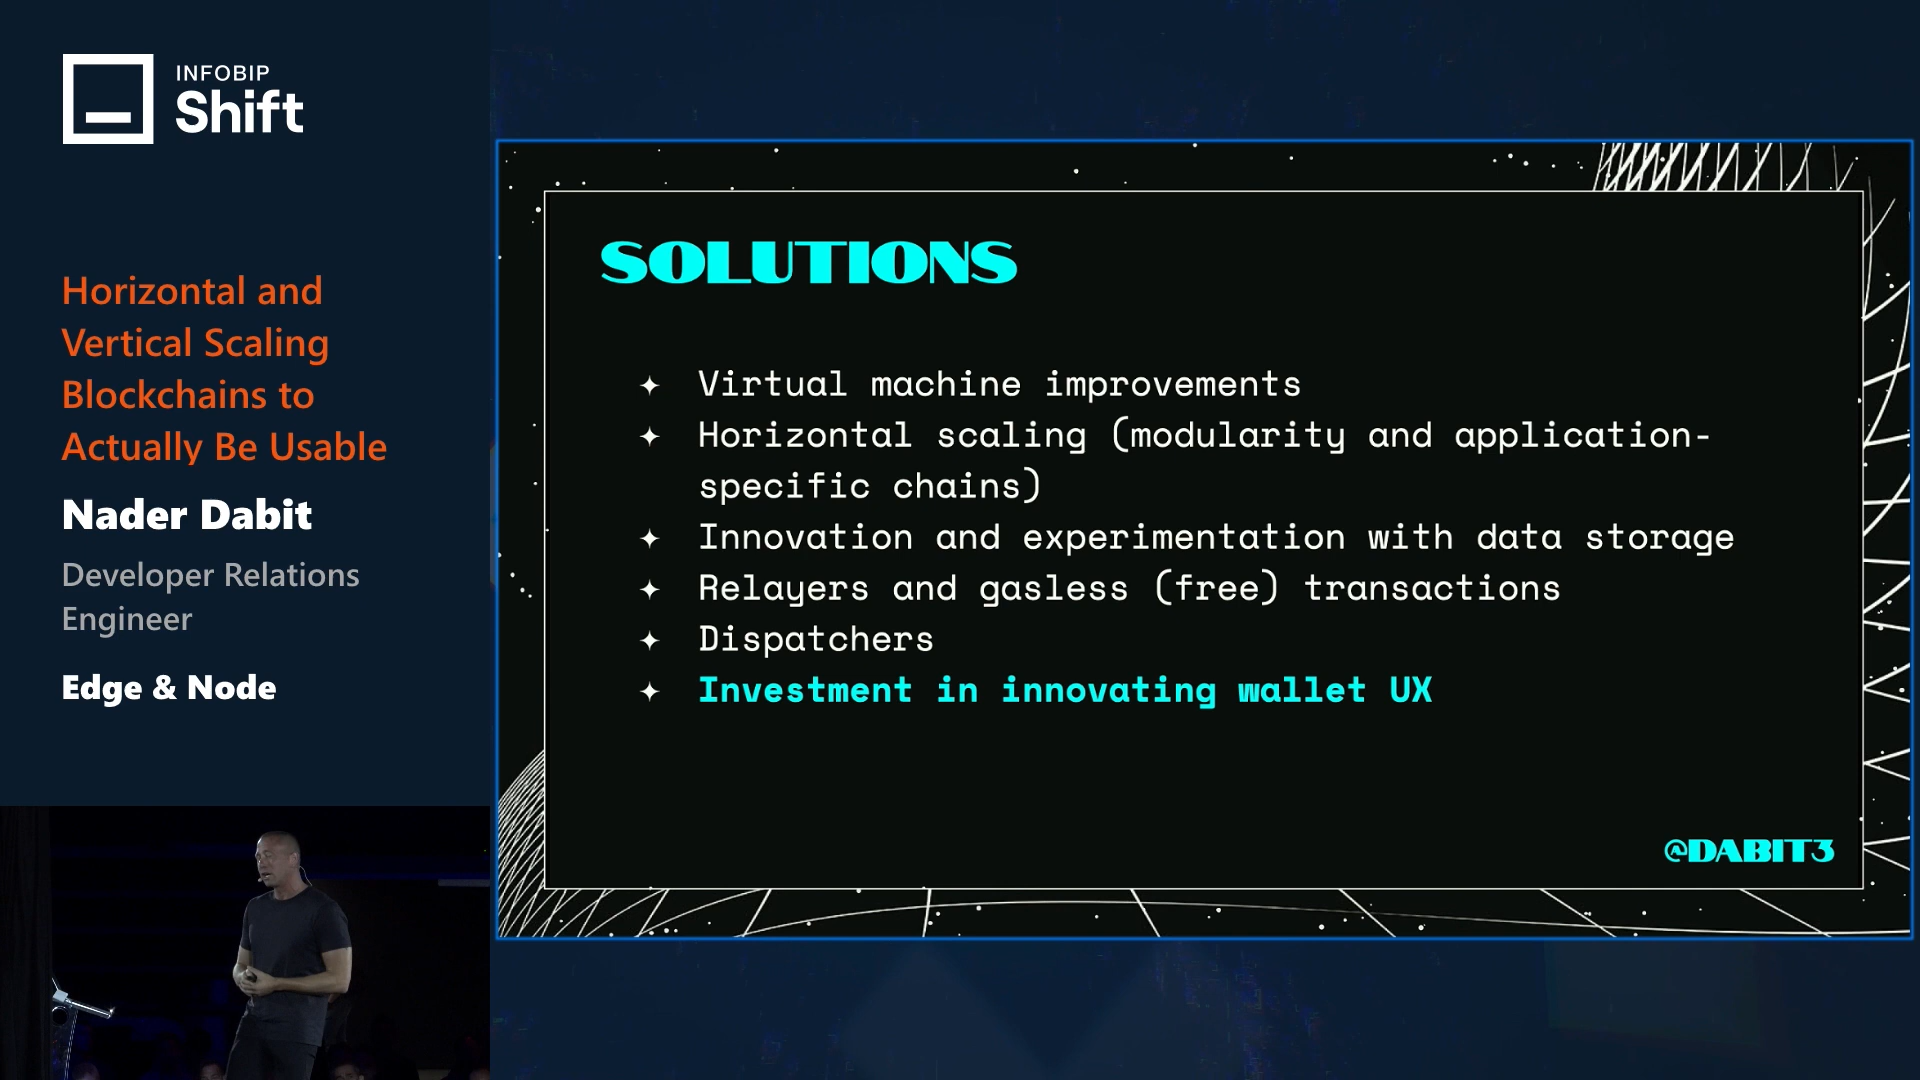 INFOBIP
Shift
Horizontal and
Vertical Scaling
Blockchains to
Actually Be Usable
Nader Dabit
Developer Relations
Engineer
Edge & Node
SOLUTIONS
Virtual machine improvements
Horizontal scaling (modularity and application-
specific chains)
Innovation and experimentation with data storage
Relayers and gasless (free) transactions
Dispatchers
Investment in innovating wallet UX
@DABIT3